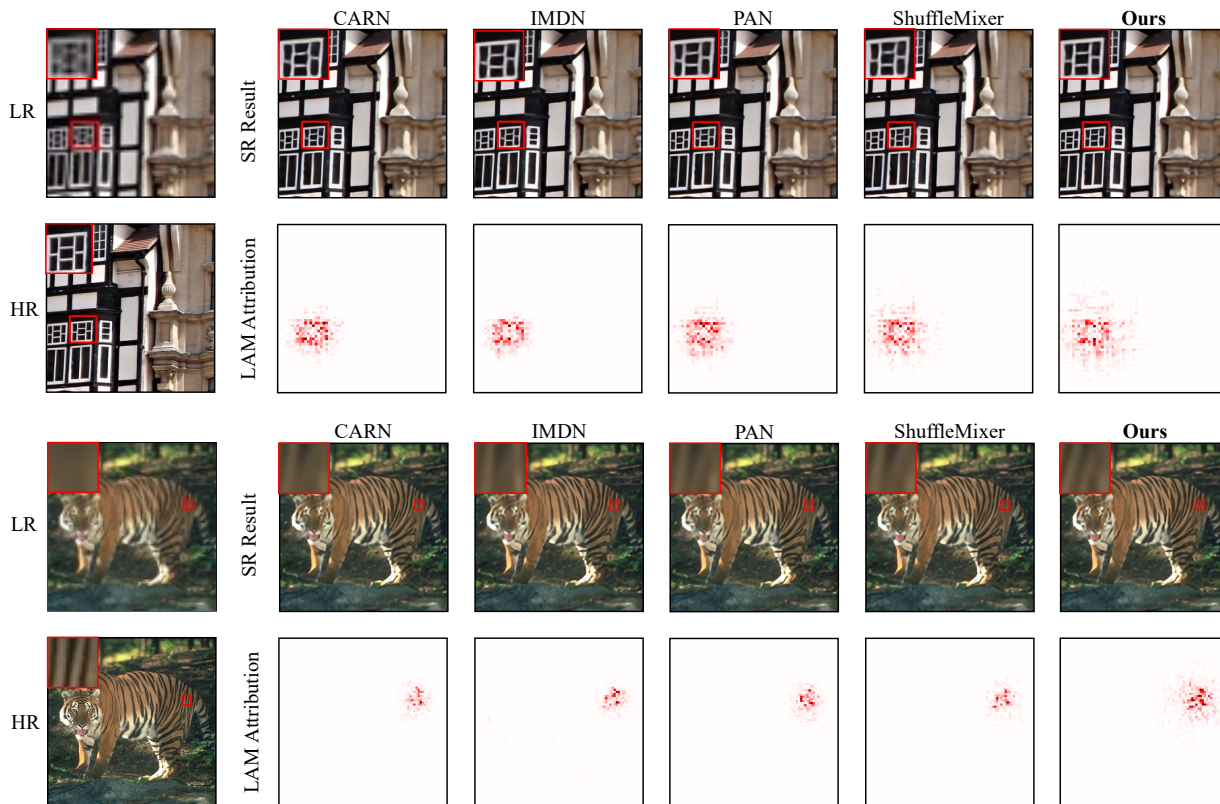 CARN IMDN PAN ShuffleMixer Ours
LR
SR Result
HR
LAM Attribution
CARN IMDN PAN ShuffleMixer Ours
LR
SR Result
HR
LAM Attribution